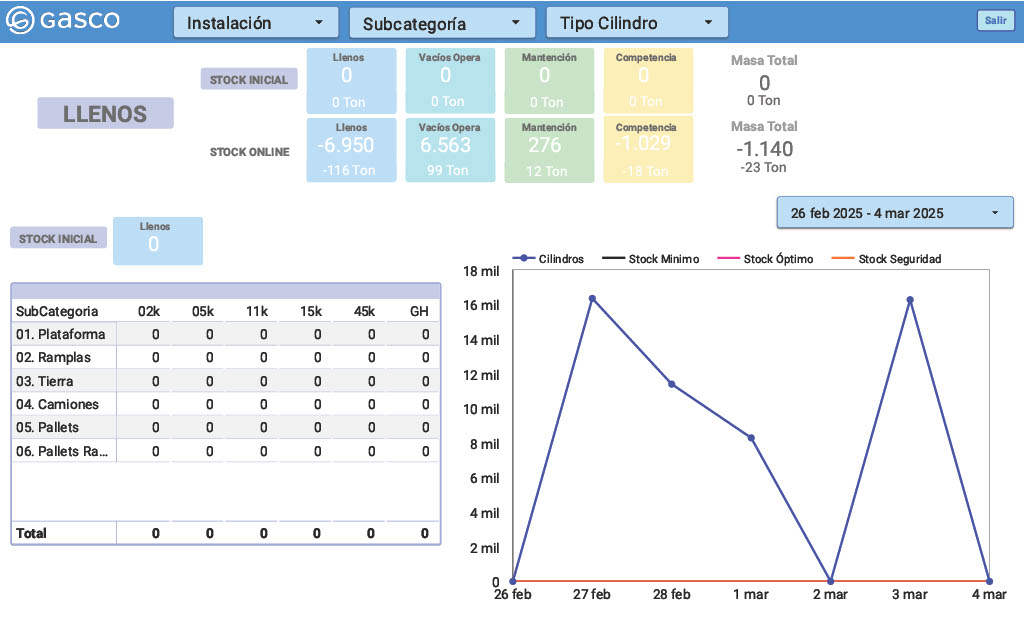 GASCO
Instalación
Subcategoría
Tipo Cilindro
Salir
LLENOS
STOCK INICIAL
Llenos
0
0 Ton
Vacíos Opera
0
0 Ton
Mantención
0
0 Ton
Competencia
0
0 Ton
Masa Total
0
0 Ton
STOCK ONLINE
Llenos
-6.950
-116 Ton
Vacíos Opera
6.563
99 Ton
Mantención
276
12 Ton
Competencia
-1.029
-18 Ton
Masa Total
-1.140
-23 Ton
26 feb 2025 - 4 mar 2025
STOCK INICIAL
Llenos
0
SubCategoria 02k 05k 11k 15k 45k GH
01. Plataforma 0 0 0 0 0 0
02. Ramplas 0 0 0 0 0 0
03. Tierra 0 0 0 0 0 0
04. Camiones 0 0 0 0 0 0
05. Pallets 0 0 0 0 0 0
06. Pallets Ra... 0 0 0 0 0 0
Total 0 0 0 0 0 0
Cilindros Stock Minimo Stock Óptimo Stock Seguridad
18 mil
16 mil
14 mil
12 mil
10 mil
8 mil
6 mil
4 mil
2 mil
0
26 feb 27 feb 28 feb 1 mar 2 mar 3 mar 4 mar